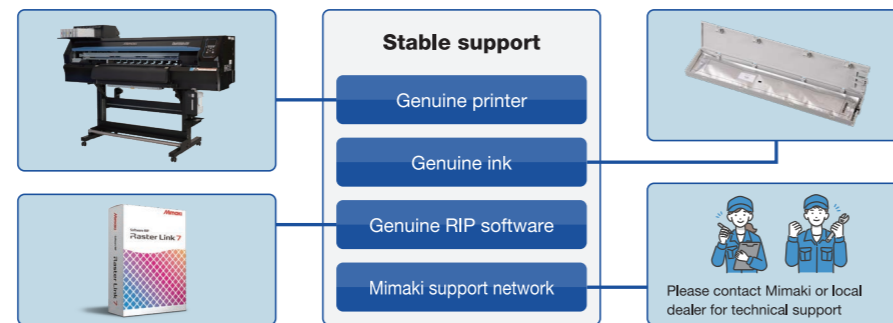 Stable support
Genuine printer
Genuine ink
Genuine RIP software
Mimaki support network
Mimaki
Raster Link 7
Please contact Mimaki or local
dealer for technical support